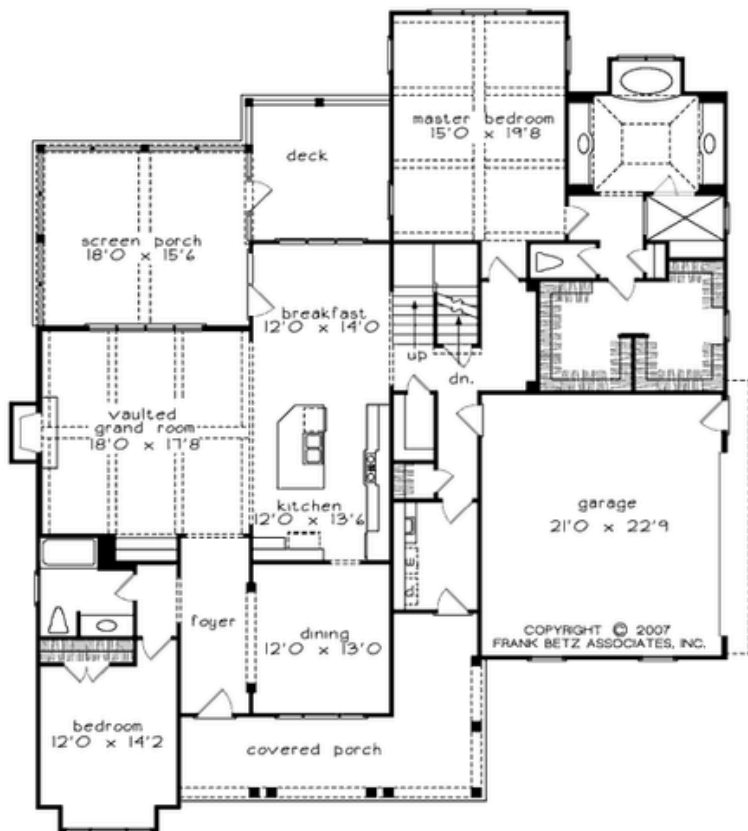 master bedroom
15'0 x 19'8
deck
screen porch
18'0 x 15'6
breakfast
12'0 x 14'0
up
dn.
vaulted
grand room
18'0 x 17'8
kitchen
12'0 x 13'6
garage
21'0 x 22'9
D.
foyer
dining
12'0 x 13'0
COPYRIGHT © 2007
FRANK BETZ ASSOCIATES, INC.
bedroom
12'0 x 14'2
covered porch